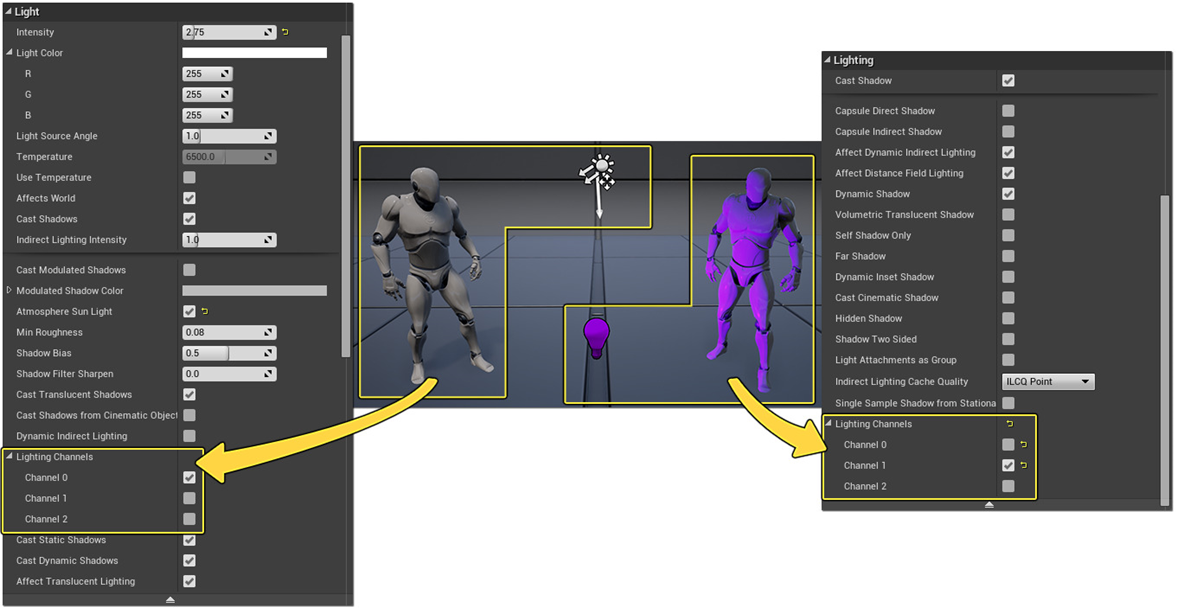 Light
Intensity 2.75
Light Color
R 255
G 255
B 255
Light Source Angle 1.0
Temperature 6500.0
Use Temperature
Affects World
Cast Shadows
Indirect Lighting Intensity 1.0
Cast Modulated Shadows
Modulated Shadow Color
Atmosphere Sun Light
Min Roughness 0.08
Shadow Bias 0.5
Shadow Filter Sharpen 0.0
Cast Translucent Shadows
Cast Shadows from Cinematic Object
Dynamic Indirect Lighting
Lighting Channels
Channel 0
Channel 1
Channel 2
Cast Static Shadows
Cast Dynamic Shadows
Affect Translucent Lighting
Lighting
Cast Shadow
Capsule Direct Shadow
Capsule Indirect Shadow
Affect Dynamic Indirect Lighting
Affect Distance Field Lighting
Dynamic Shadow
Volumetric Translucent Shadow
Self Shadow Only
Far Shadow
Dynamic Inset Shadow
Cast Cinematic Shadow
Hidden Shadow
Shadow Two Sided
Light Attachments as Group
Indirect Lighting Cache Quality ILCQ Point
Single Sample Shadow from Stationa
Lighting Channels
Channel 0
Channel 1
Channel 2